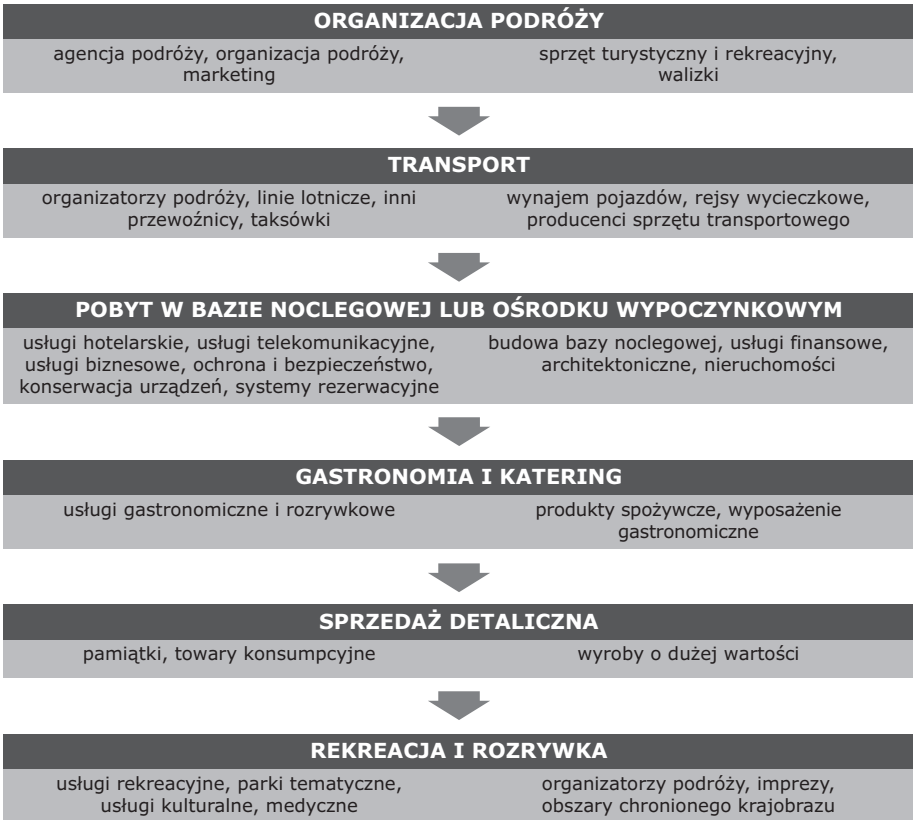 ORGANIZACJA PODRÓŻY
agencja podróży, organizacja podróży,
marketing
sprzęt turystyczny i rekreacyjny,
walizki
TRANSPORT
organizatorzy podróży, linie lotnicze, inni
przewoźnicy, taksówki
wynajem pojazdów, rejsy wycieczkowe,
producenci sprzętu transportowego
POBYT W BAZIE NOCLEGOWEJ LUB OŚRODKU WYPOCZYNKOWYM
usługi hotelarskie, usługi telekomunikacyjne,
usługi biznesowe, ochrona i bezpieczeństwo,
konserwacja urządzeń, systemy rezerwacyjne
budowa bazy noclegowej, usługi finansowe,
architektoniczne, nieruchomości
GASTRONOMIA I KATERING
usługi gastronomiczne i rozrywkowe
produkty spożywcze, wyposażenie
gastronomiczne
SPRZEDAŻ DETALICZNA
pamiątki, towary konsumpcyjne
wyroby o dużej wartości
REKREACJA I ROZRYWKA
usługi rekreacyjne, parki tematyczne,
usługi kulturalne, medyczne
organizatorzy podróży, imprezy,
obszary chronionego krajobrazu